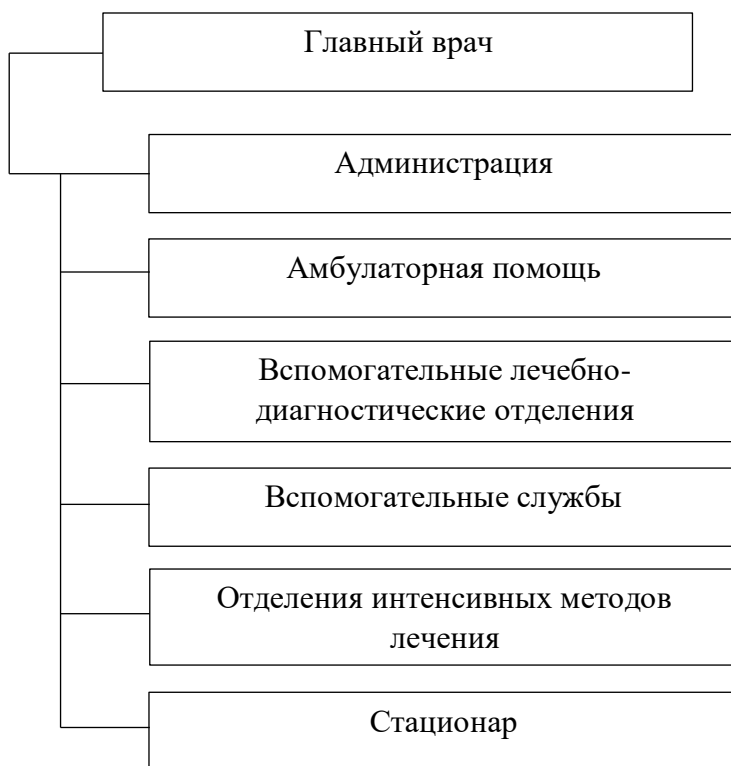 Главный врач
Администрация
Амбулаторная помощь
Вспомогательные лечебно-
диагностические отделения
Вспомогательные службы
Отделения интенсивных методов
лечения
Стационар